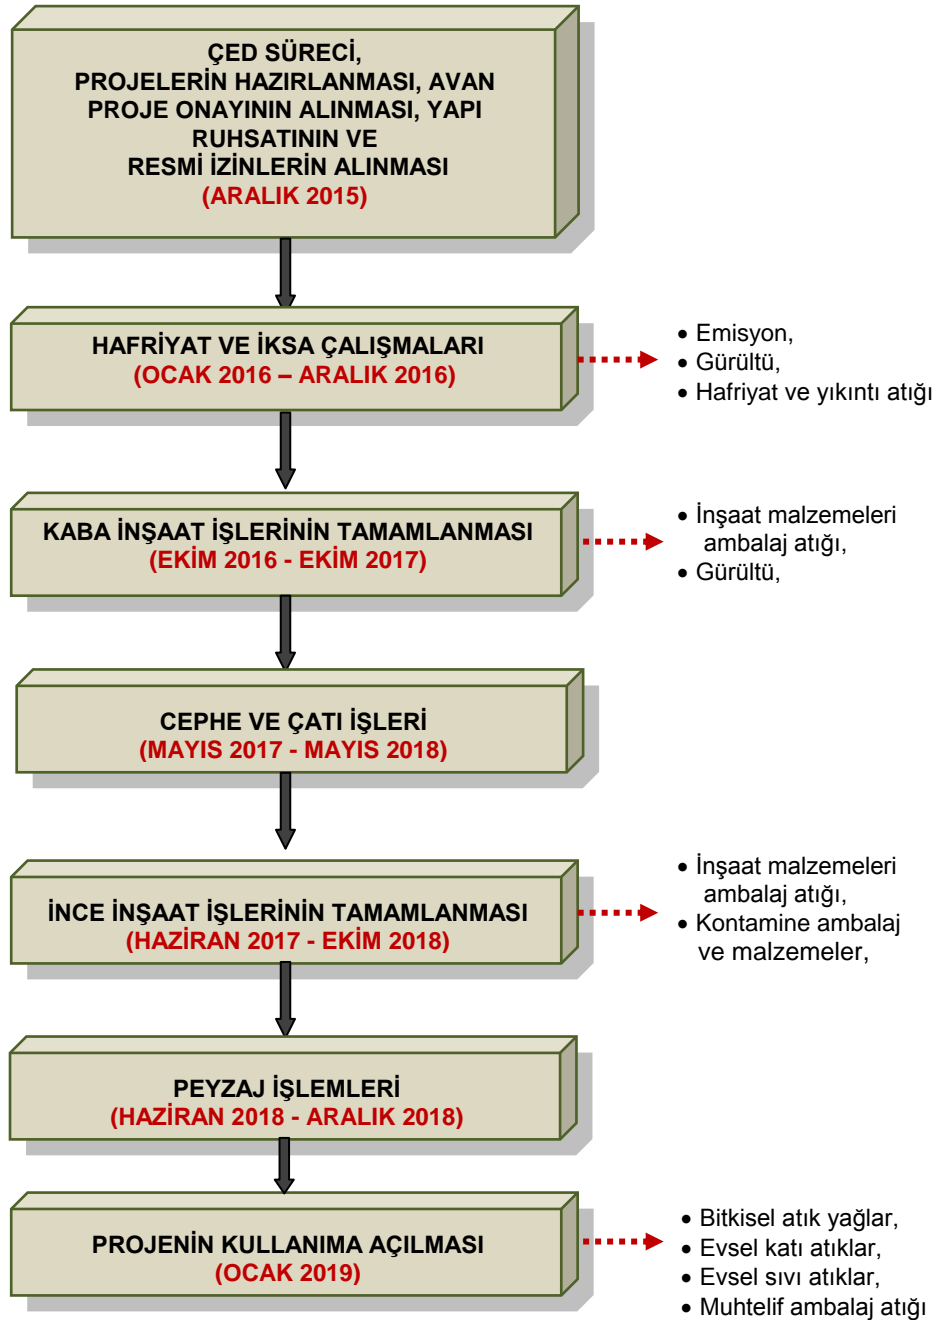 ÇED SÜRECİ,
PROJELERİN HAZIRLANMASI, AVAN
PROJE ONAYININ ALINMASI, YAPI
RUHSATININ VE
RESMİ İZİNLERİN ALINMASI
(ARALIK 2015)
HAFRİYAT VE İKSA ÇALIŞMALARI
(OCAK 2016 – ARALIK 2016)
• Emisyon,
• Gürültü,
• Hafriyat ve yıkıntı atığı
KABA İNŞAAT İŞLERİNİN TAMAMLANMASI
(EKİM 2016 - EKİM 2017)
• İnşaat malzemeleri
ambalaj atığı,
• Gürültü,
CEPHE VE ÇATI İŞLERİ
(MAYIS 2017 - MAYIS 2018)
İNCE İNŞAAT İŞLERİNİN TAMAMLANMASI
(HAZİRAN 2017 - EKİM 2018)
• İnşaat malzemeleri
ambalaj atığı,
• Kontamine ambalaj
ve malzemeler,
PEYZAJ İŞLEMLERİ
(HAZİRAN 2018 - ARALIK 2018)
PROJENİN KULLANIMA AÇILMASI
(OCAK 2019)
• Bitkisel atık yağlar,
• Evsel katı atıklar,
• Evsel sıvı atıklar,
• Muhtelif ambalaj atığı